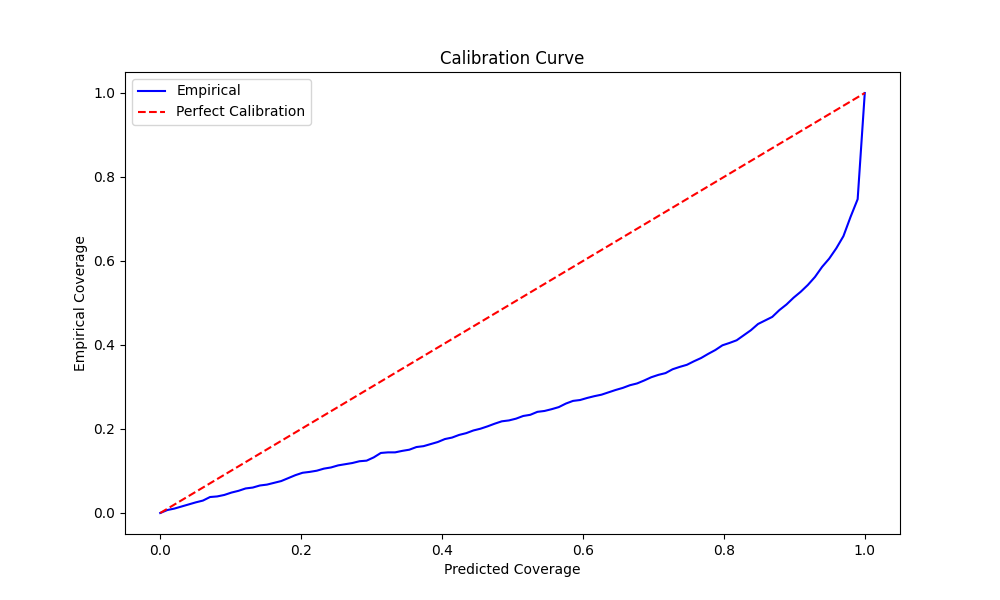 Calibration Curve
Empirical
Perfect Calibration
Empirical Coverage
1.0
0.8
0.6
0.4
0.2
0.0
0.0 0.2 0.4 0.6 0.8 1.0
Predicted Coverage